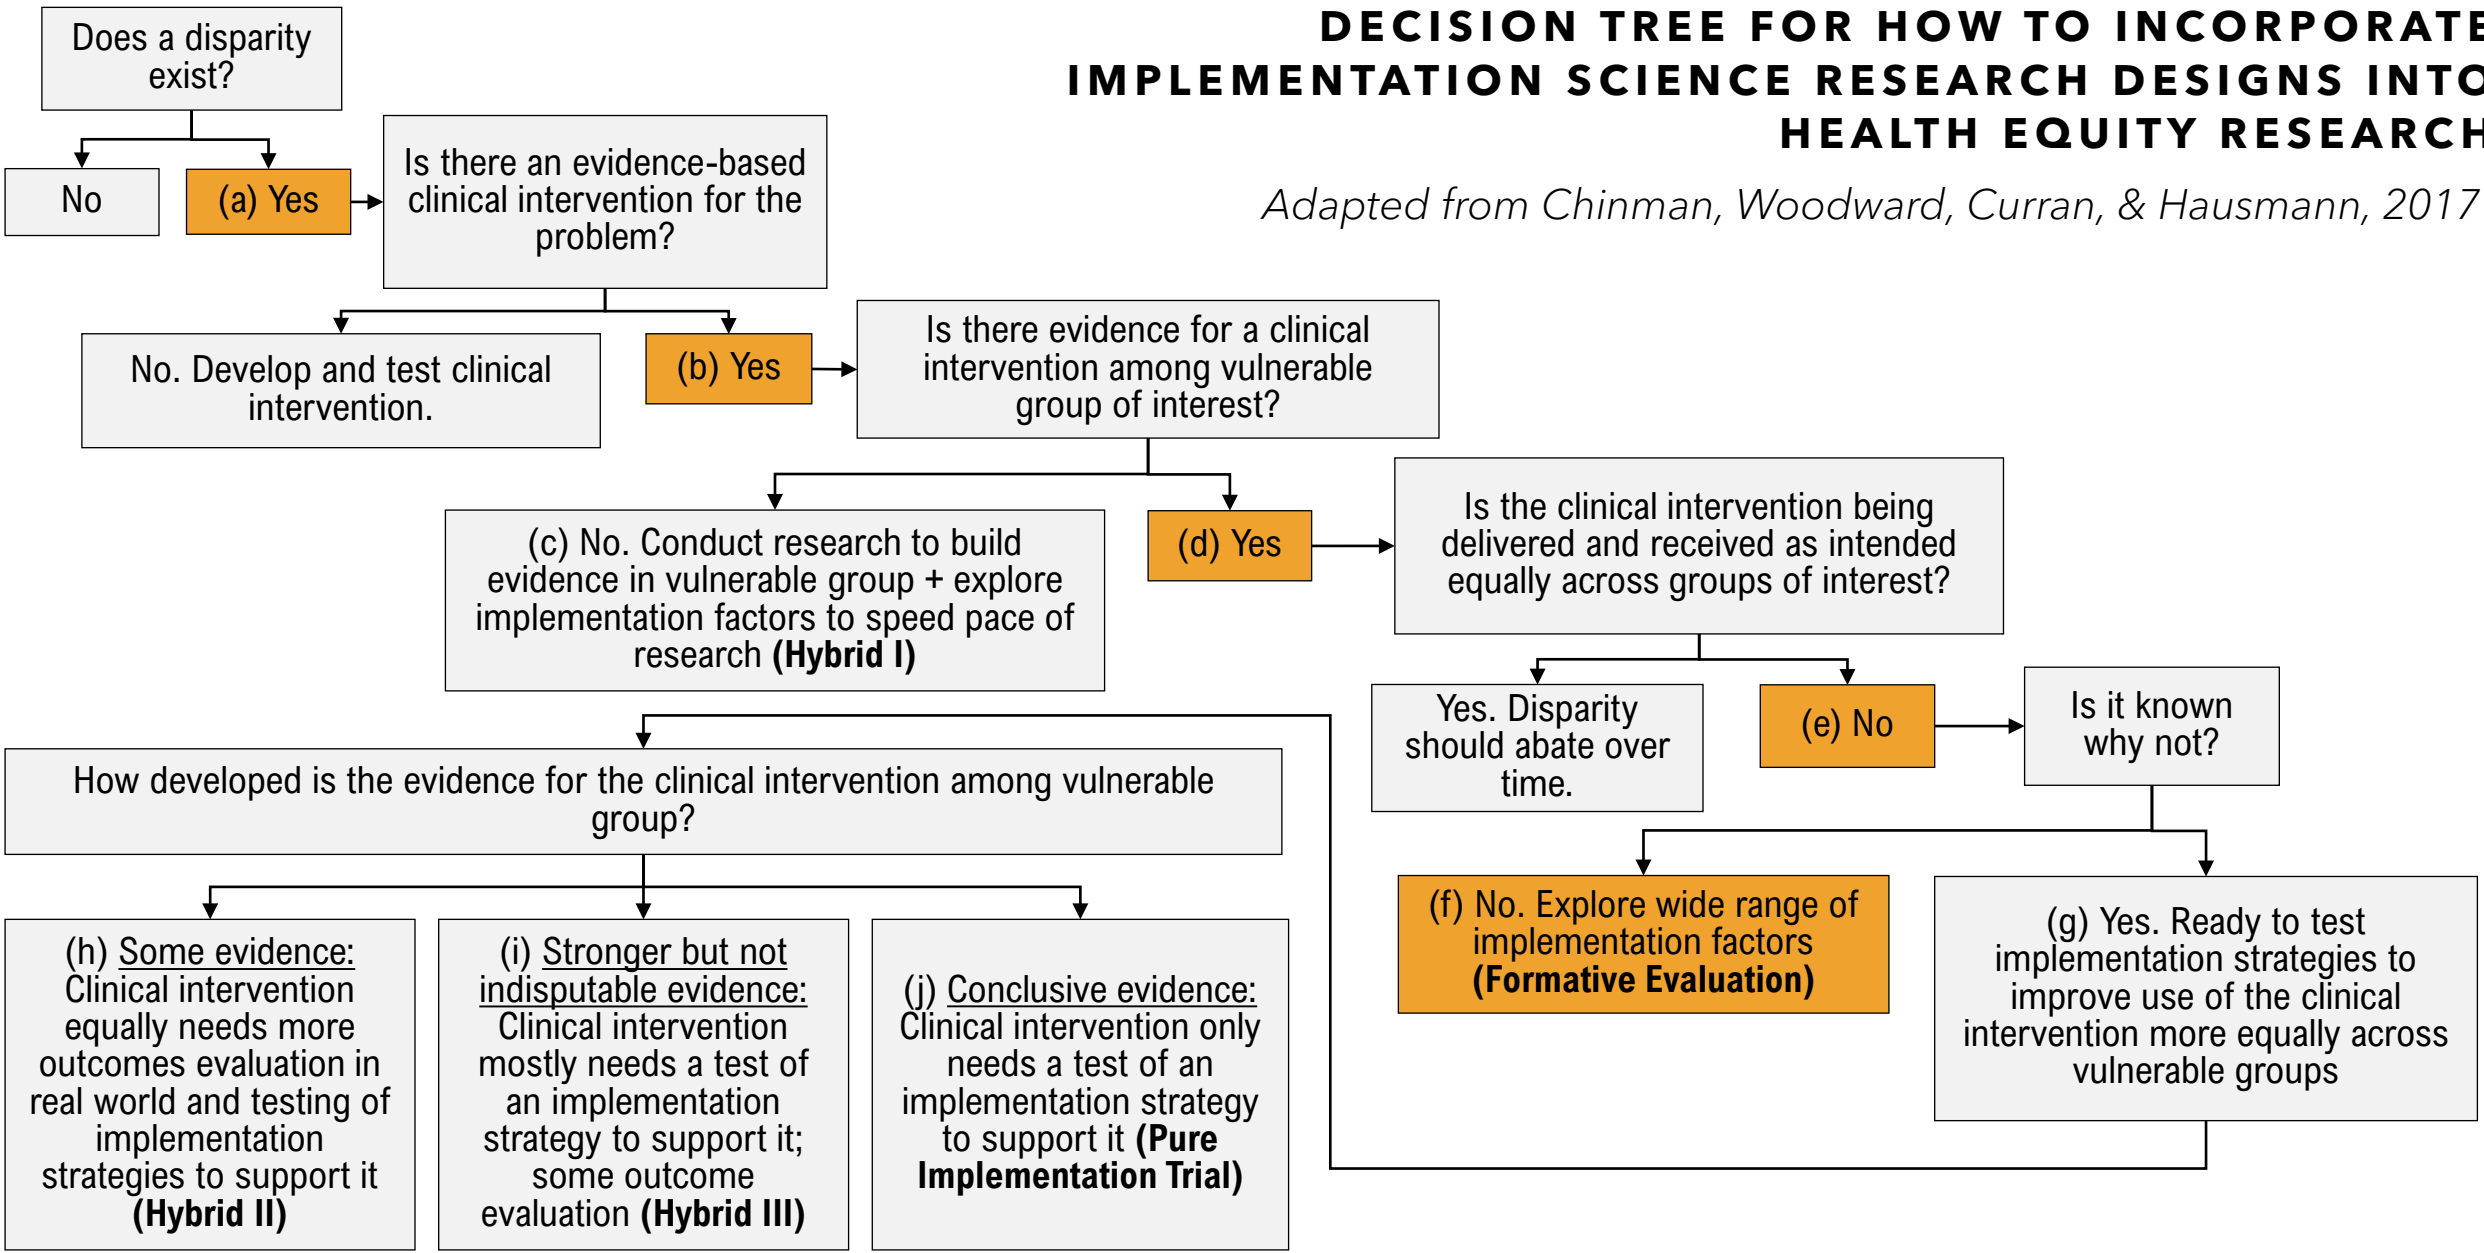 DECISION TREE FOR HOW TO INCORPORATE
IMPLEMENTATION SCIENCE RESEARCH DESIGNS INTO
HEALTH EQUITY RESEARCH
Adapted from Chinman, Woodward, Curran, & Hausmann, 2017
Does a disparity
exist?
No
(a) Yes
Is there an evidence-based
clinical intervention for the
problem?
No. Develop and test clinical
intervention.
(b) Yes
Is there evidence for a clinical
intervention among vulnerable
group of interest?
(c) No. Conduct research to build
evidence in vulnerable group + explore
implementation factors to speed pace of
research (Hybrid I)
(d) Yes
Is the clinical intervention being
delivered and received as intended
equally across groups of interest?
Yes. Disparity
should abate over
time.
(e) No
Is it known
why not?
(f) No. Explore wide range of
implementation factors
(Formative Evaluation)
(g) Yes. Ready to test
implementation strategies to
improve use of the clinical
intervention more equally across
vulnerable groups
How developed is the evidence for the clinical intervention among vulnerable
group?
(h) Some evidence:
Clinical intervention
equally needs more
outcomes evaluation in
real world and testing of
implementation
strategies to support it
(Hybrid II)
(i) Stronger but not
indisputable evidence:
Clinical intervention
mostly needs a test of
an implementation
strategy to support it;
some outcome
evaluation (Hybrid III)
(j) Conclusive evidence:
Clinical intervention only
needs a test of an
implementation strategy
to support it (Pure
Implementation Trial)